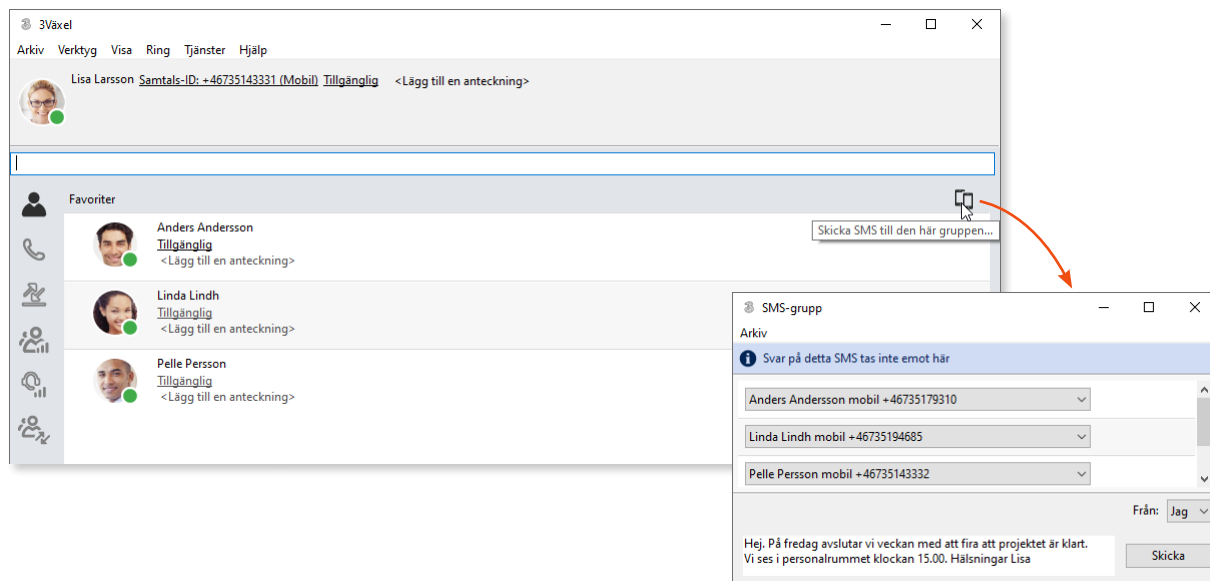 3Växel
Arkiv Verktyg Visa Ring Tjänster Hjälp
Lisa Larsson Samtals-ID: +46735143331 (Mobil) Tillgänglig <Lägg till en anteckning>
Favoriter
Anders Andersson
Tillgänglig
<Lägg till en anteckning>
Skicka SMS till den här gruppen...
Linda Lindh
Tillgänglig
<Lägg till en anteckning>
Pelle Persson
Tillgänglig
<Lägg till en anteckning>
SMS-grupp
Arkiv
Svar på detta SMS tas inte emot här
Anders Andersson mobil +46735179310
Linda Lindh mobil +46735194685
Pelle Persson mobil +46735143332
Från: Jag
Hej. På fredag avslutar vi veckan med att fira att projektet är klart.
Vi ses i personalrummet klockan 15.00. Hälsningar Lisa
Skicka